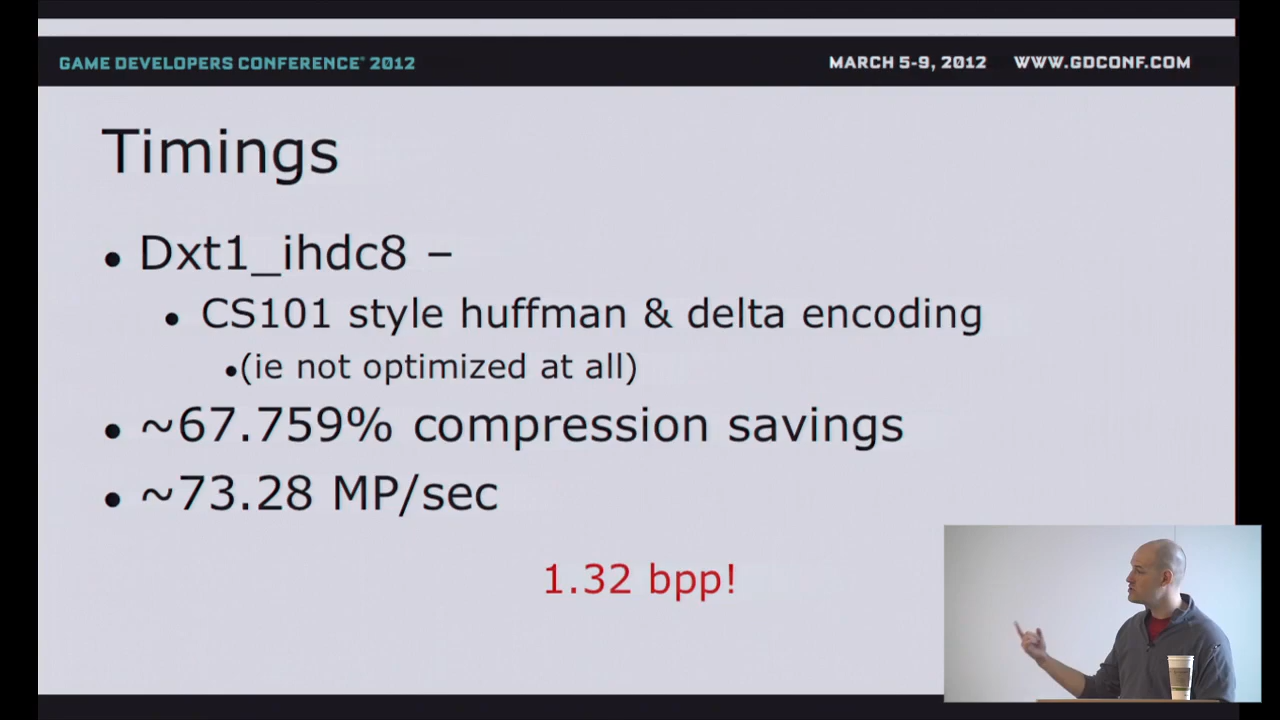 GAME DEVELOPERS CONFERENCE® 2012 MARCH 5-9, 2012 WWW.GDCONF.COM
Timings
• Dxt1_ihdc8 –
• CS101 style huffman & delta encoding
•(ie not optimized at all)
• ~67.759% compression savings
• ~73.28 MP/sec
1.32 bpp!